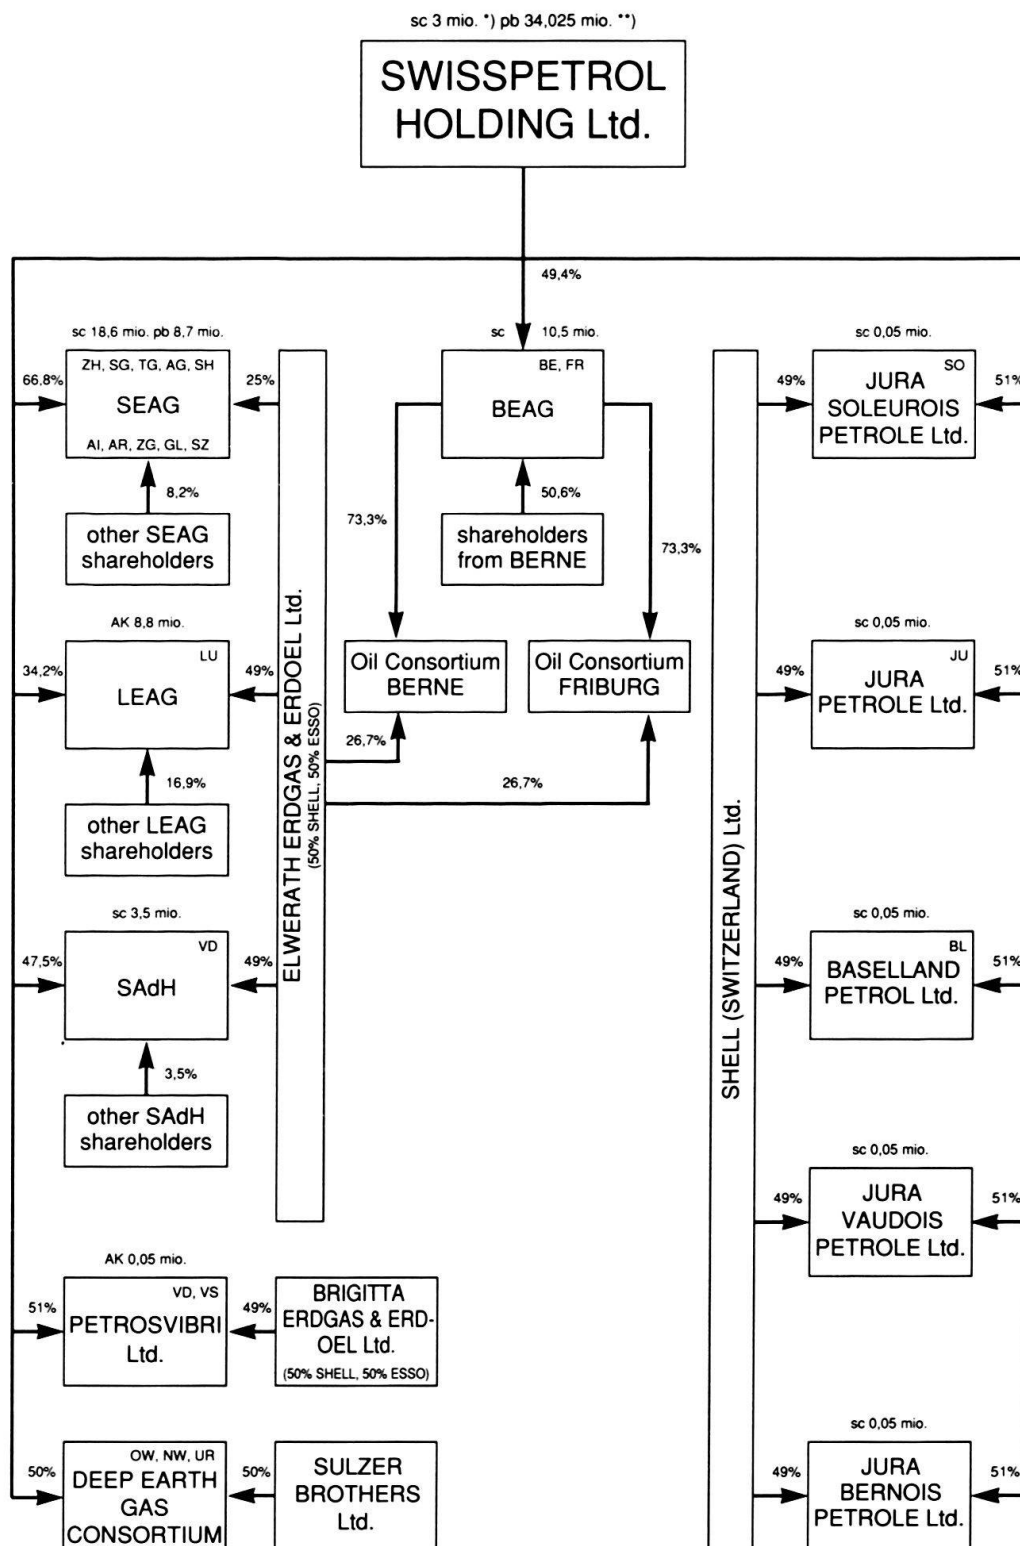 sc 3 mio. *) pb 34,025 mio. **)
SWISSPETROL
HOLDING Ltd.
49,4%
sc 18,6 mio. pb 8,7 mio.
ZH, SG, TG, AG, SH
SEAG
AI, AR, ZG, GL, SZ
66,8%
25%
8,2%
other SEAG
shareholders
AK 8,8 mio.
LU
LEAG
34,2%
49%
16,9%
other LEAG
shareholders
sc 3,5 mio.
VD
SAdH
47,5%
49%
3,5%
other SAdH
shareholders
AK 0,05 mio.
VD, VS
PETROSVIBRI
Ltd.
51%
49%
BRIGITTA
ERDGAS & ERD-
OEL Ltd.
(50% SHELL, 50% ESSO)
OW, NW, UR
DEEP EARTH
GAS
CONSORTIUM
50%
50%
SULZER
BROTHERS
Ltd.
ELWERATH ERDGAS & ERDOEL Ltd.
(50% SHELL, 50% ESSO)
sc 10,5 mio.
BE, FR
BEAG
50,6%
shareholders
from BERNE
73,3%
73,3%
Oil Consortium
BERNE
Oil Consortium
FRIBURG
26,7%
26,7%
SHELL (SWITZERLAND) Ltd.
sc 0,05 mio.
SO
JURA
SOLEUROIS
PETROLE Ltd.
49%
51%
sc 0,05 mio.
JU
JURA
PETROLE Ltd.
49%
51%
sc 0,05 mio.
BL
BASELLAND
PETROL Ltd.
49%
51%
sc 0,05 mio.
JURA
VAUDOIS
PETROLE Ltd.
49%
51%
sc 0,05 mio.
JURA
BERNOIS
PETROLE Ltd.
49%
51%